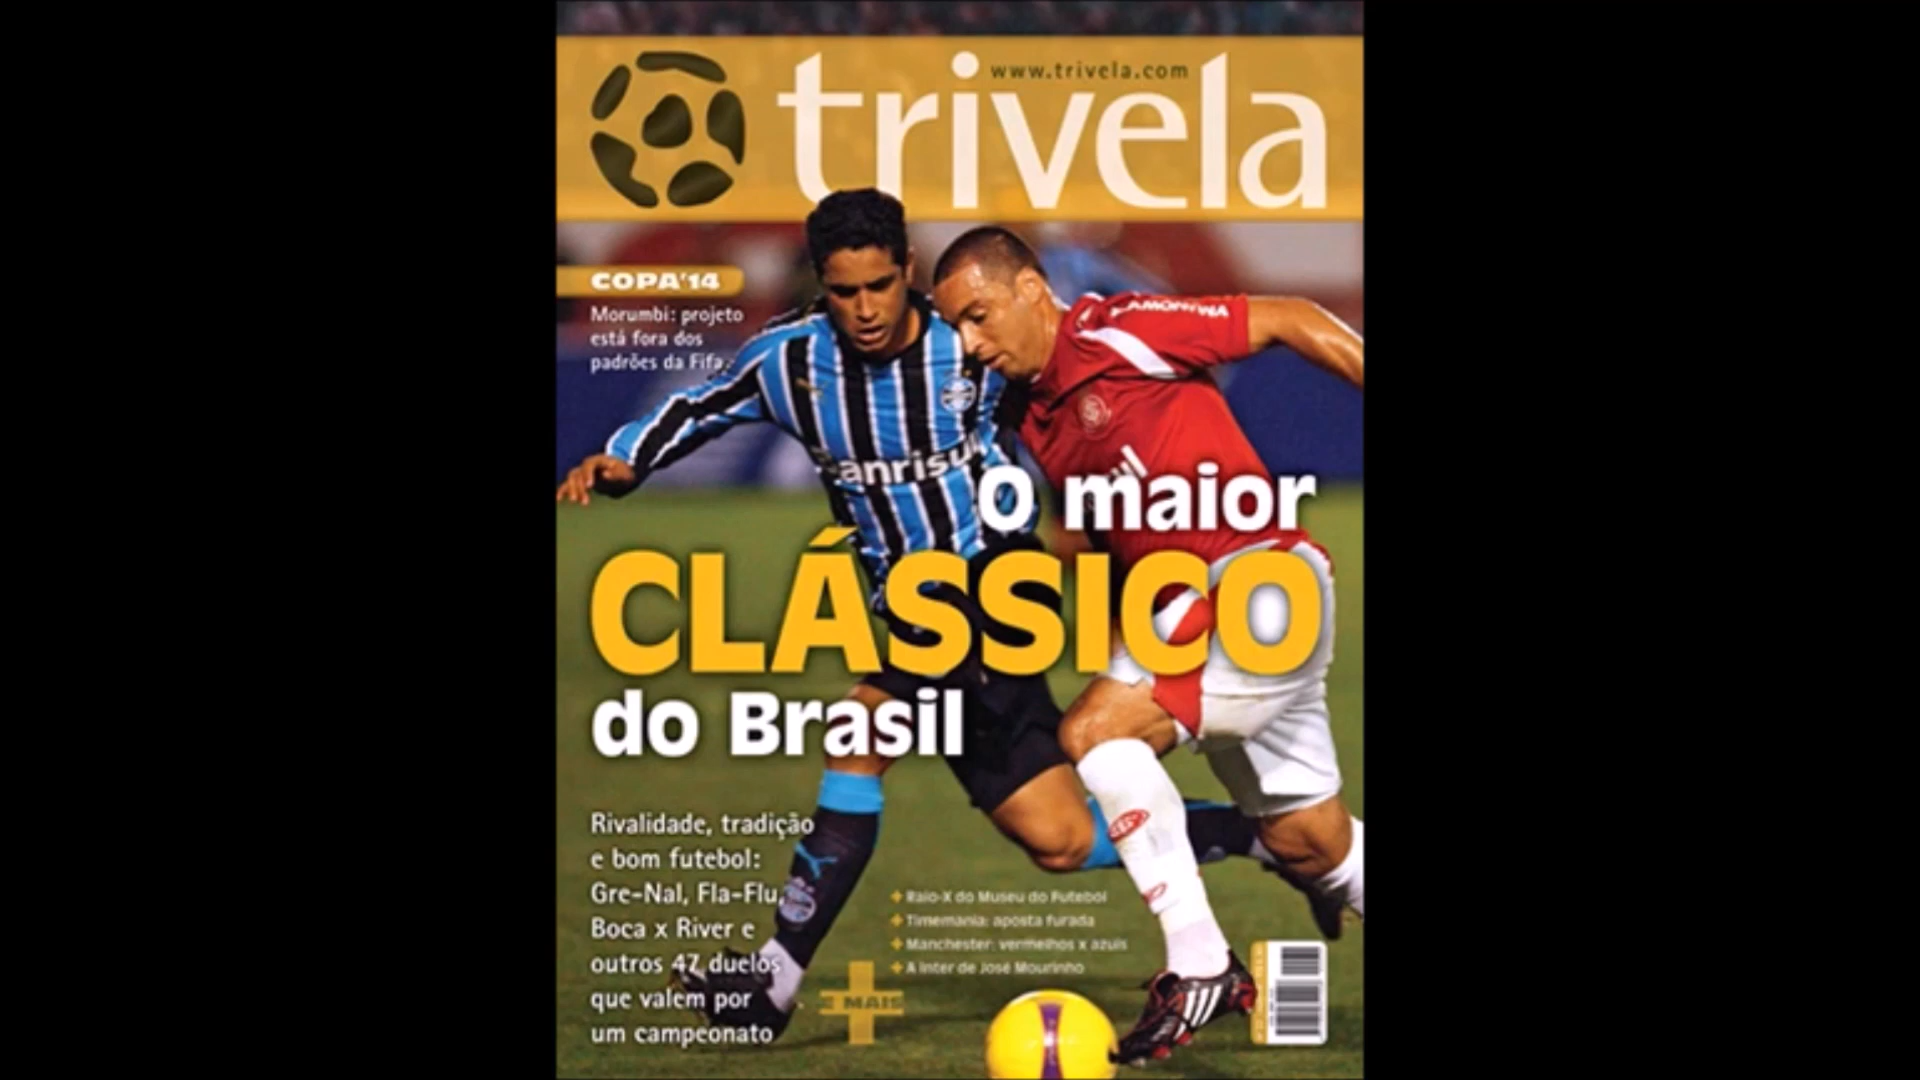 www.trivela.com
trivela
COPA'14
Morumbi: projeto
está fora dos
padrões da Fifa
anrisul
O maior
CLÁSSICO
do Brasil
Rivalidade, tradição
e bom futebol:
Gre-Nal, Fla-Flu,
Boca x River e
outros 47 duelos
que valem por
um campeonato
E MAIS
+ Raio-X do Museu do Futebol
+ Timemania: aposta furada
+ Manchester: vermelhos x azuis
+ A Inter de José Mourinho